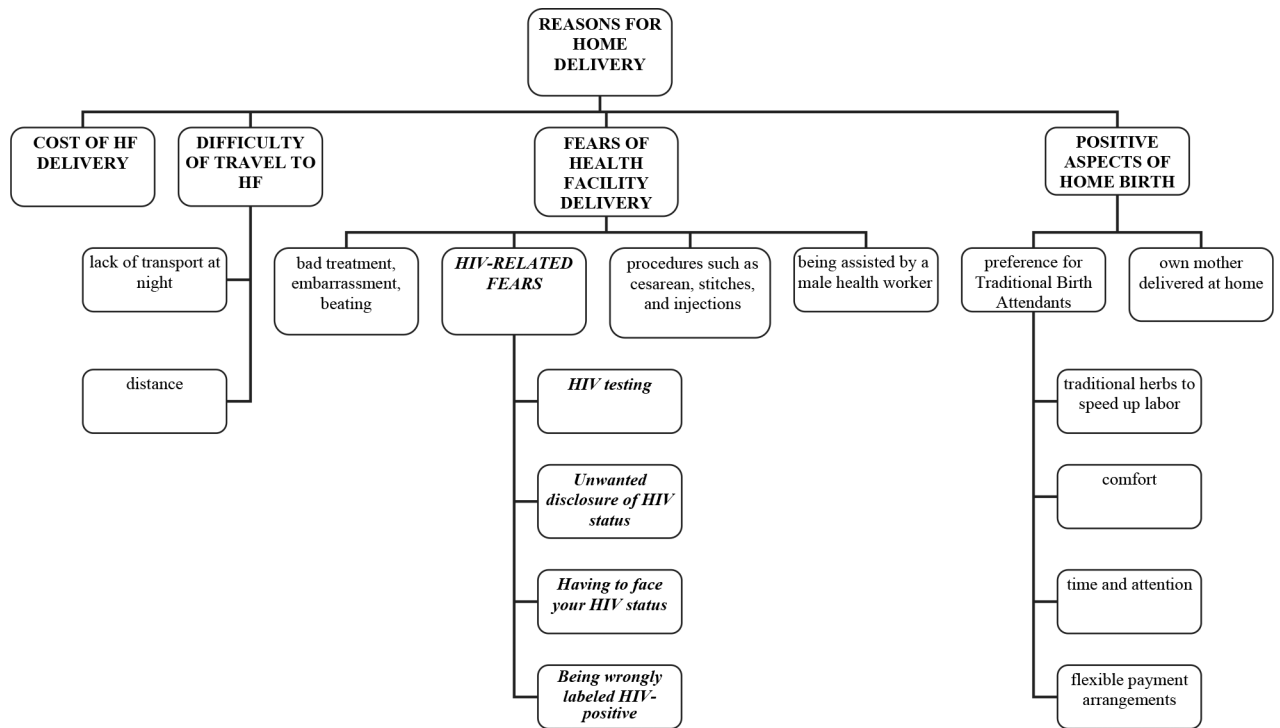 REASONS FOR
HOME
DELIVERY
COST OF HF
DELIVERY
DIFFICULTY
OF TRAVEL TO
HF
FEARS OF
HEALTH
FACILITY
DELIVERY
POSITIVE
ASPECTS OF
HOME BIRTH
lack of transport at
night
bad treatment,
embarrassment,
beating
HIV-RELATED
FEARS
procedures such as
cesarean, stitches,
and injections
being assisted by a
male health worker
preference for
Traditional Birth
Attendants
own mother
delivered at home
distance
HIV testing
traditional herbs to
speed up labor
Unwanted
disclosure of HIV
status
comfort
Having to face
your HIV status
time and attention
Being wrongly
labeled HIV-
positive
flexible payment
arrangements